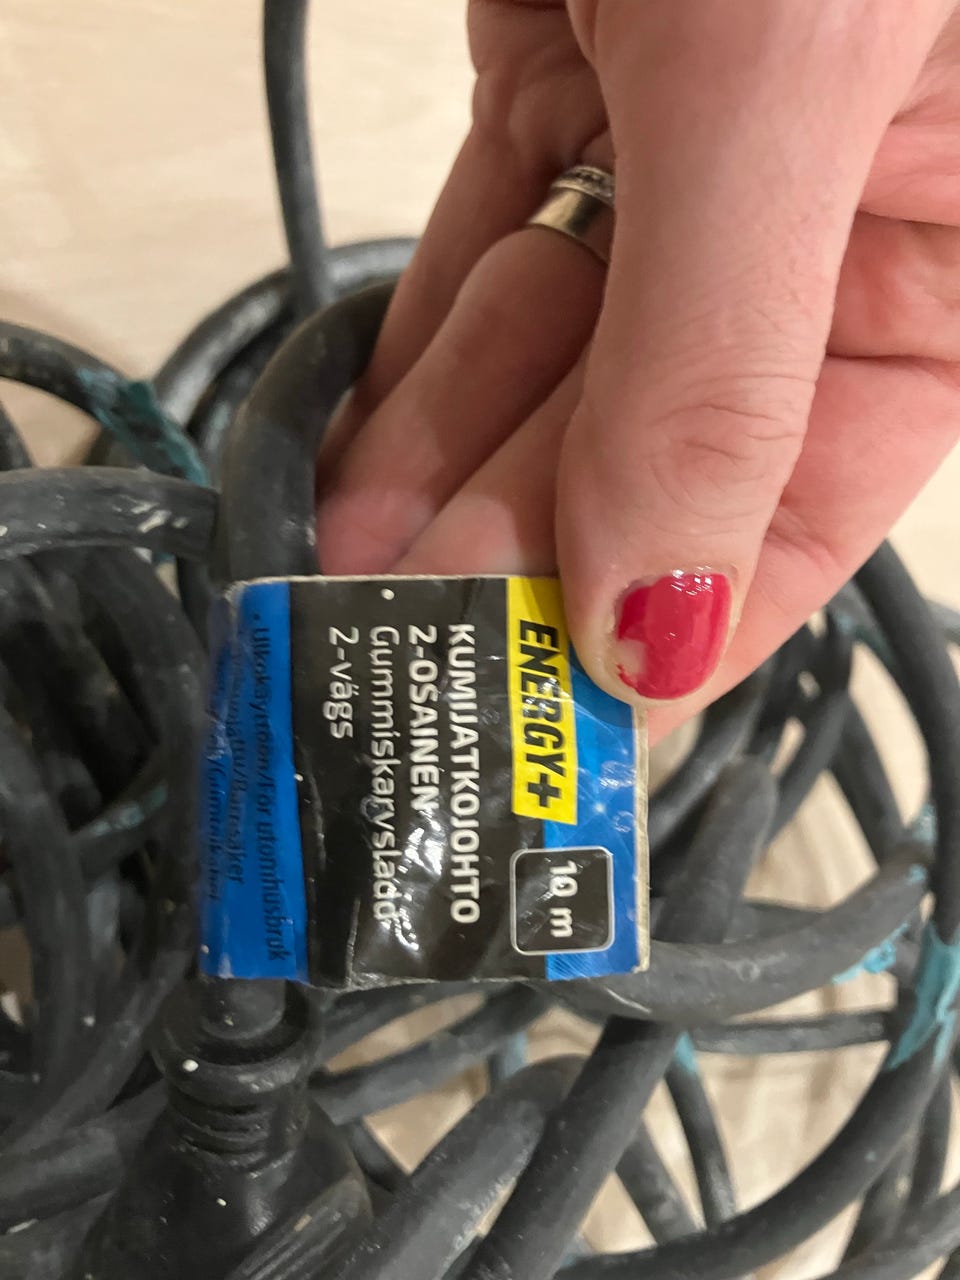 ENERGY+
10 m
KUMIJATKOJOHTO
2-OSAINEN
Gummiskarvsladd
2-vägs
• Ulkokäyttöön/För utomhusbruk